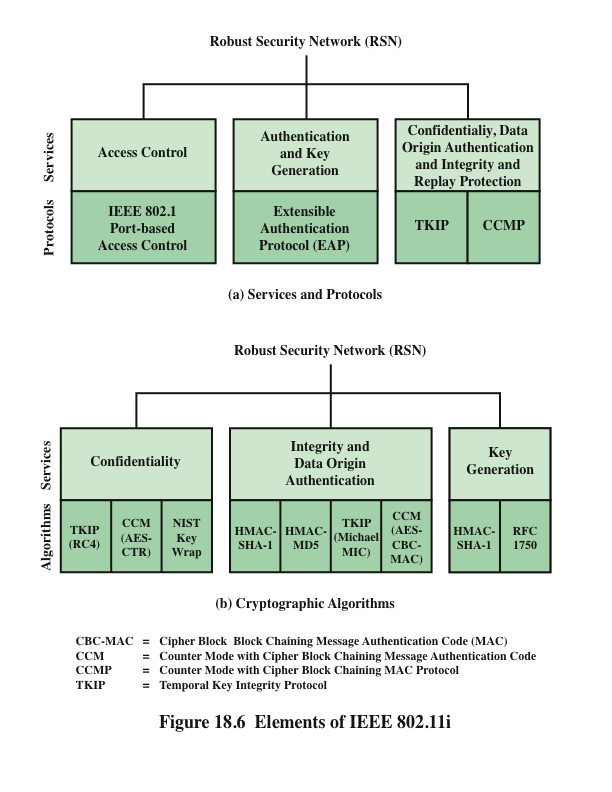 Robust Security Network (RSN)
Services
Access Control
Authentication
and Key
Generation
Confidentialiy, Data
Origin Authentication
and Integrity and
Replay Protection
Protocols
IEEE 802.1
Port-based
Access Control
Extensible
Authentication
Protocol (EAP)
TKIP
CCMP
(a) Services and Protocols
Robust Security Network (RSN)
Services
Confidentiality
Integrity and
Data Origin
Authentication
Key
Generation
Algorithms
TKIP
(RC4)
CCM
(AES-
CTR)
NIST
Key
Wrap
HMAC-
SHA-1
HMAC-
MD5
TKIP
(Michael
MIC)
CCM
(AES-
CBC-
MAC)
HMAC-
SHA-1
RFC
1750
(b) Cryptographic Algorithms
CBC-MAC = Cipher Block Block Chaining Message Authentication Code (MAC)
CCM = Counter Mode with Cipher Block Chaining Message Authentication Code
CCMP = Counter Mode with Cipher Block Chaining MAC Protocol
TKIP = Temporal Key Integrity Protocol
Figure 18.6 Elements of IEEE 802.11i